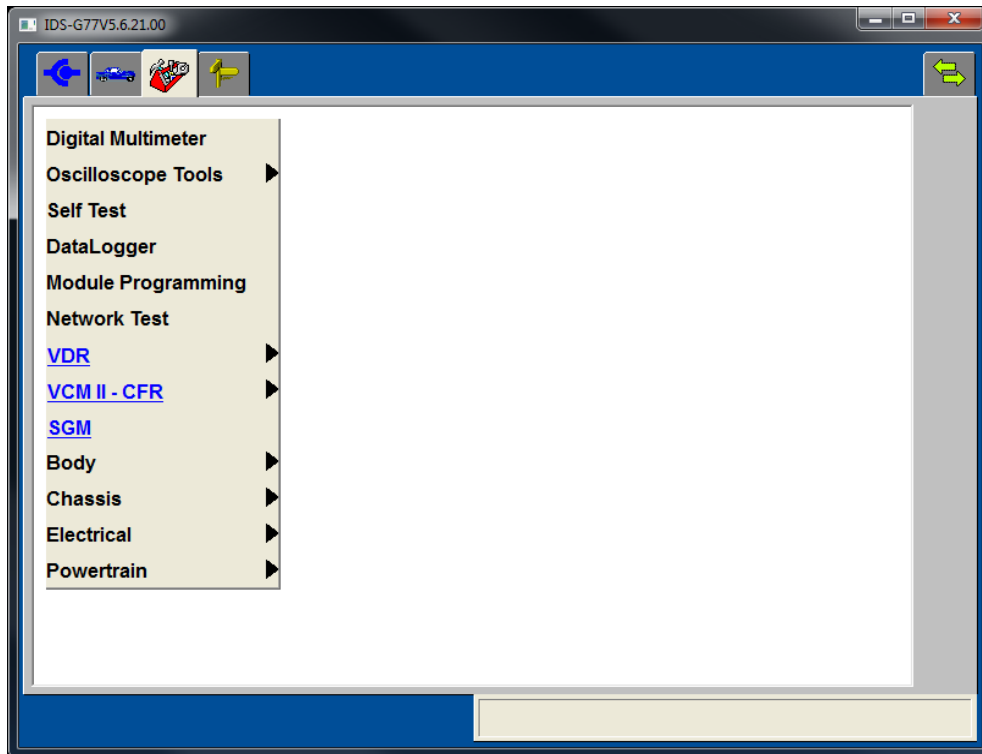 IDS-G77V5.6.21.00
Digital Multimeter
Oscilloscope Tools
Self Test
DataLogger
Module Programming
Network Test
VDR
VCM II - CFR
SGM
Body
Chassis
Electrical
Powertrain